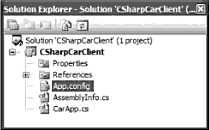 Solution Explorer - Solution 'CSharpCarClient' (...
Solution 'CSharpCarClient' (1 project)
CSharpCarClient
Properties
References
App.config
AssemblyInfo.cs
CarApp.cs